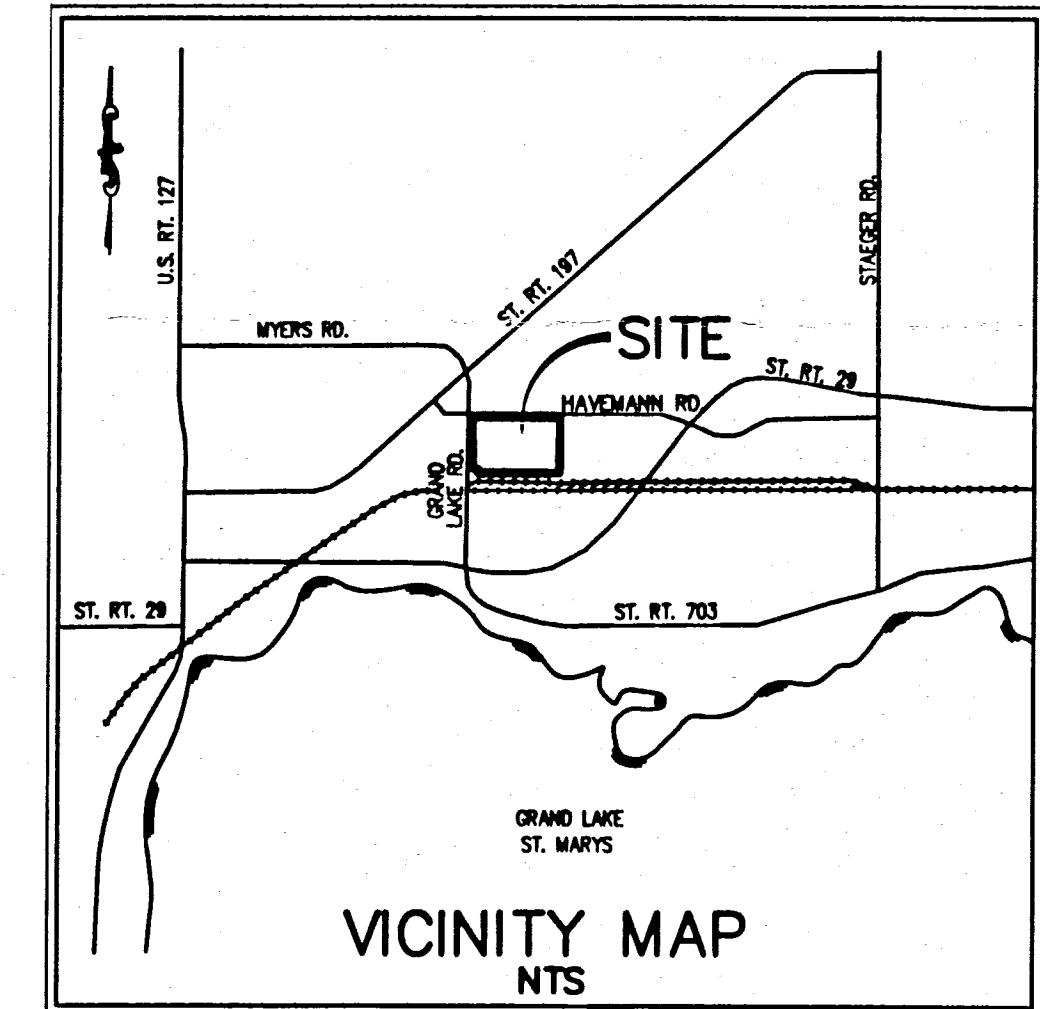 U.S. RT. 127
ST. RT. 197
STAEGER RD.
MYERS RD.
SITE
ST. RT. 29
HAVEMANN RD
GRAND
LAKE RD.
ST. RT. 29
ST. RT. 703
GRAND LAKE
ST. MARYS
VICINITY MAP
NTS